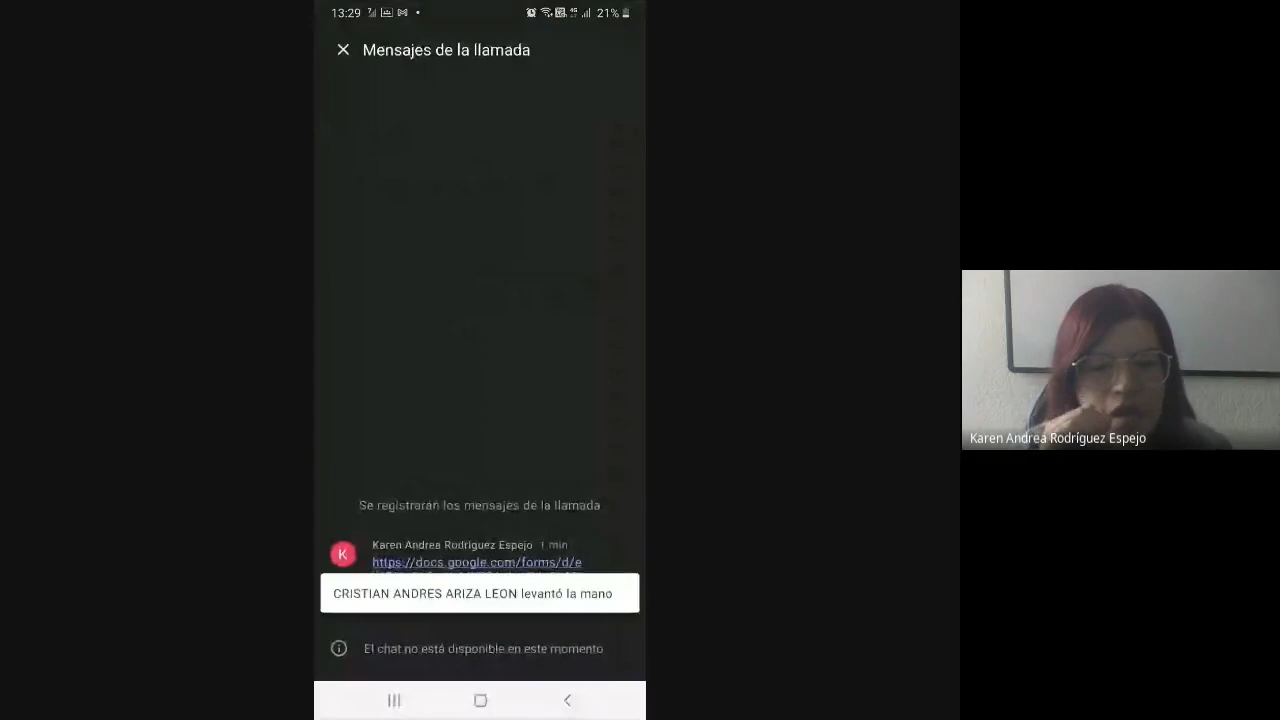 13:29
21%
Mensajes de la llamada
Se registrarán los mensajes de la llamada
Karen Andrea Rodríguez Espejo 1 min
K
https://docs.google.com/forms/d/e
CRISTIAN ANDRES ARIZA LEON levantó la mano
El chat no está disponible en este momento
Karen Andrea Rodríguez Espejo